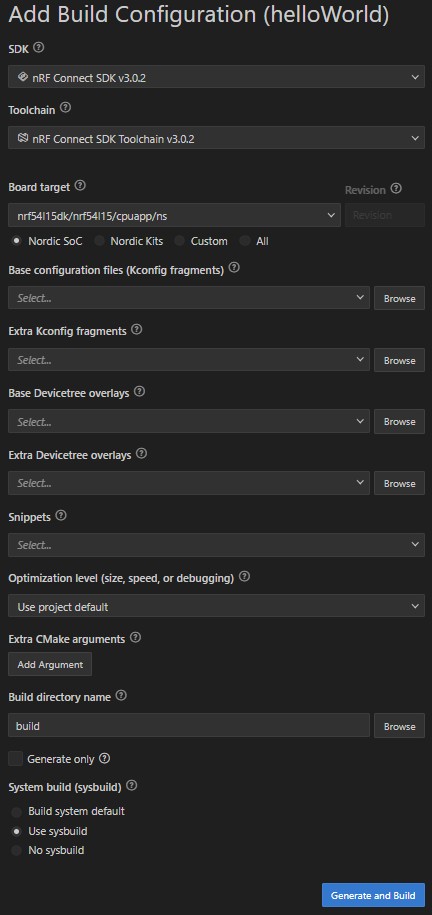 Add Build Configuration (helloWorld)
SDK
nRF Connect SDK v3.0.2
Toolchain
nRF Connect SDK Toolchain v3.0.2
Board target Revision
nrf54l15dk/nrf54l15/cpuapp/ns Revision
Nordic SoC Nordic Kits Custom All
Base configuration files (Kconfig fragments)
Select... Browse
Extra Kconfig fragments
Select... Browse
Base Devicetree overlays
Select... Browse
Extra Devicetree overlays
Select... Browse
Snippets
Select...
Optimization level (size, speed, or debugging)
Use project default
Extra CMake arguments
Add Argument
Build directory name
build Browse
Generate only
System build (sysbuild)
Build system default
Use sysbuild
No sysbuild
Generate and Build